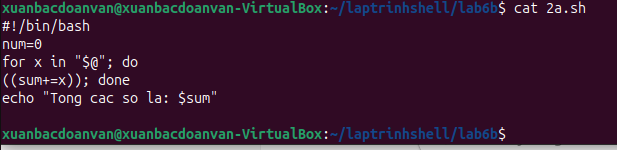 xuanbacdoanvan@xuanbacdoanvan-VirtualBox:~/laptrinhshell/lab6b$ cat 2a.sh
#!/bin/bash
num=0
for x in "$@"; do
((sum+=x)); done
echo "Tong cac so la: $sum"
xuanbacdoanvan@xuanbacdoanvan-VirtualBox:~/laptrinhshell/lab6b$